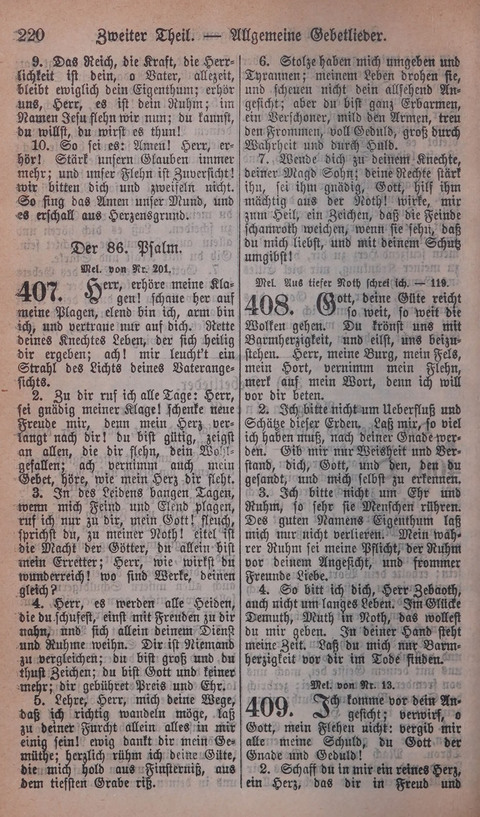 220 Zweiter Theil. — Allgemeine Gebetlieder.
9. Das Reich, die Kraft, die Herr-
lichkeit ist dein, o Vater, allezeit,
bleibt ewiglich dein Eigenthum; erhör
uns, Herr, es ist dein Ruhm; im
Namen Jesu flehn wir nun; du kannst,
du willst, du wirst es thun!
10. So sei es: Amen! Herr, er-
hör! Stärk unsern Glauben immer
mehr; und unser Flehn ist Zuversicht!
wir bitten dich und zweifeln nicht.
So sing das Amen unser Mund, und
es erschall aus Herzensgrund.
Der 86. Psalm.
Mel. von Nr. 201.
407. Herr, erhöre meine Kla-
gen! schaue her auf
meine Plagen, elend bin ich, arm bin
ich, und vertraue nur auf dich. Rette
deines Knechtes Leben, der sich heilig
dir ergeben; ach! mir leucht't ein
Strahl des Lichts deines Vaterange-
sichts.
2. Zu dir ruf ich alle Tage: Herr,
sei gnädig meiner Klage! schenke neue
Freude mir, denn mein Herz ver-
langt nach dir! du bist gütig, zeigst
an allen, die dir flehn, dein Wohl-
gefallen; ach vernimm auch mein
Gebet, höre, wie mein Herz dir fleht.
3. In des Leidens bangen Tagen,
wenn mich Feind und Elend plagen,
ruf ich nur zu dir, mein Gott! fleuch,
sprichst du, zu meiner Noth! eitel ist
die Macht der Götter, du allein bist
mein Erretter; Herr, wie wirkst du
wunderreich! wo sind Werke, deinen
gleich?
4. Herr, es werden alle Heiden,
die du schufest, einst mit Freuden zu dir
nahn, und sich allein deinem Dienst
und Ruhme weihn. Dir ist Niemand
zu vergleichen; du bist groß und du
thust Zeichen; du bist Gott und keiner
mehr; dir gebühret Preis und Ehr.
5. Lehre, Herr, mich deine Wege,
daß ich richtig wandeln möge, laß
zu deiner Furcht allein alles in mir
einig sein! ewig dankt dir mein Ge-
müthe; herzlich rühm ich deine Güte,
die mich hold aus Finsterniß, aus
dem tiefsten Grabe riß.
6. Stolze haben mich umgeben und
Tyrannen; meinem Leben drohen sie,
und scheuen nicht dein allsehend An-
gesicht; aber du bist ganz Erbarmen,
ein Verschoner, mild den Armen, treu
den Frommen, voll Geduld, groß durch
Wahrheit und durch Huld.
7. Wende dich zu deinem Knechte,
deiner Magd Sohn; deine Rechte stärk
ihn, sei ihm gnädig, Gott, hilf ihm
mächtig aus der Noth! wirke, mir
zum Heil, ein Zeichen, daß die Feinde
schamroth weichen, wenn sie sehn, daß
du mich liebst, und mit deinem Schutz
umgibst!
Mel. Aus tiefer Noth schrei ich. — 119.
408. Gott, deine Güte reicht
so weit, so weit die
Wolken gehen. Du krönst uns mit
Barmherzigkeit, und eilst, uns beizu-
stehen. Herr, meine Burg, mein Fels,
mein Hort, vernimm mein Flehn,
merk auf mein Wort, denn ich will
vor dir beten.
2. Ich bitte nicht um Ueberfluß und
Schätze dieser Erden. Laß mir, so viel
ich haben muß, nach deiner Gnade wer-
den. Gib mir nur Weisheit und Ver-
stand, dich, Gott, und den, den du
gesandt, und mich selbst zu erkennen.
3. Ich bitte nicht um Ehr und
Ruhm, so sehr sie Menschen rühren.
Des guten Namens Eigenthum laß
mich nur nicht verlieren. Mein wah-
rer Ruhm sei meine Pflicht, der Ruhm
vor deinem Angesicht, und frommer
Freunde Liebe.
4. So bitt ich dich, Herr Zebaoth,
auch nicht um langes Leben. Im Glücke
Demuth, Muth in Noth, das wollest
du mir geben. In deiner Hand steht
meine Zeit. Laß du mich nur Barm-
herzigkeit vor dir im Tode finden.
Mel. von Nr. 13.
409. Ich komme vor dein An-
gesicht; verwirf, o
Gott, mein Flehen nicht: vergib mir
alle meine Schuld, du Gott der
Gnade und Geduld!
2. Schaff du in mir ein reines Herz,
ein Herz, das dir in Freud und